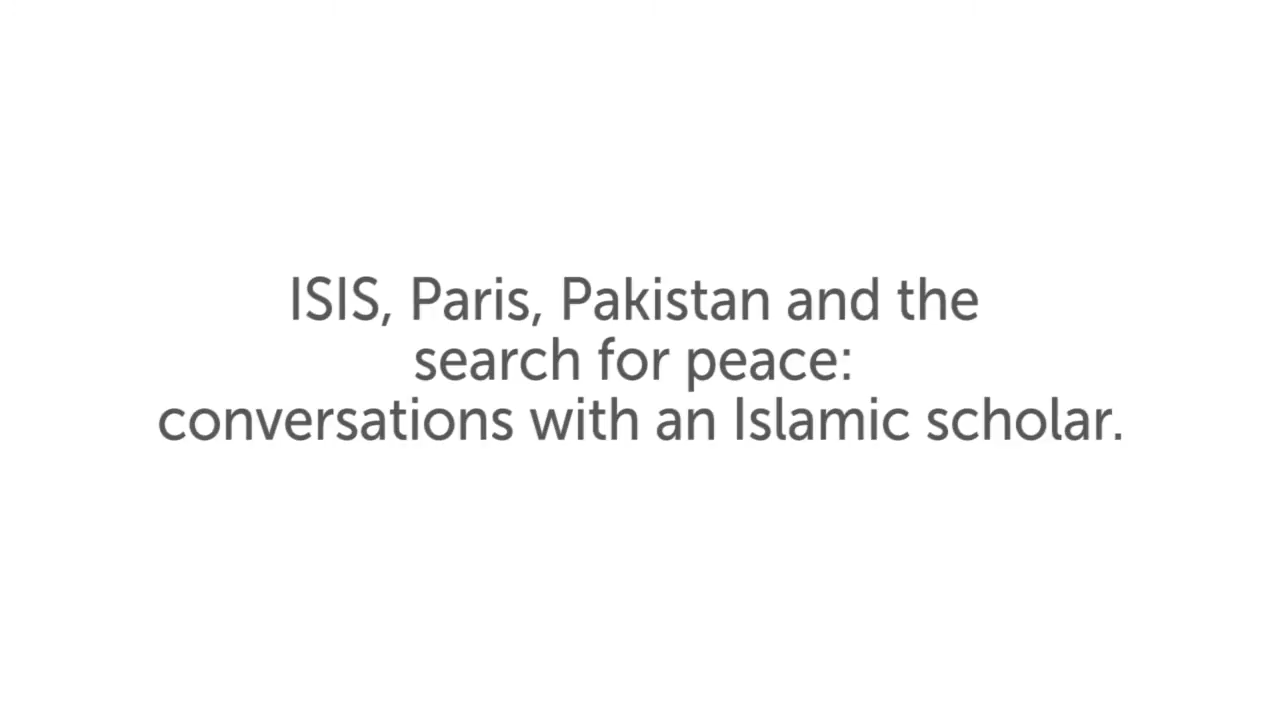 ISIS, Paris, Pakistan and the
search for peace:
conversations with an Islamic scholar.